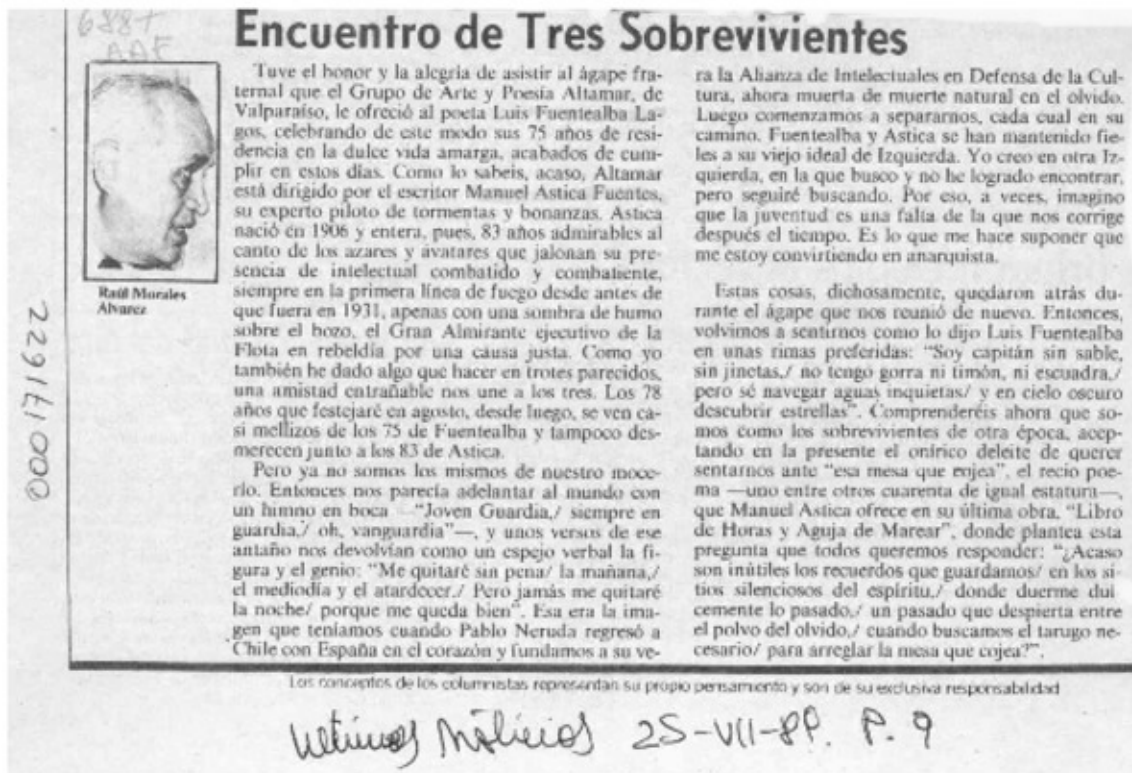 688+
AAF
Encuentro de Tres Sobrevivientes
Raúl Morales
Álvarez
Tuve el honor y la alegría de asistir al ágape fra-
ternal que el Grupo de Arte y Poesía Altamar, de
Valparaíso, le ofreció al poeta Luis Fuentealba La-
gos, celebrando de este modo sus 75 años de resi-
dencia en la dulce vida amarga, acabados de cum-
plir en estos días. Como lo sabéis, acaso, Altamar
está dirigido por el escritor Manuel Astica Fuentes,
su experto piloto de tormentas y bonanzas. Astica
nació en 1906 y entera, pues, 83 años admirables al
canto de los azares y avatares que jalonan su pre-
sencia de intelectual combatido y combatiente,
siempre en la primera línea de fuego desde antes de
que fuera en 1931, apenas con una sombra de humo
sobre el bozo, el Gran Almirante ejecutivo de la
Flota en rebeldía por una causa justa. Como yo
también he dado algo que hacer en trotes parecidos,
una amistad entrañable nos une a los tres. Los 78
años que festejaré en agosto, desde luego, se ven ca-
si mellizos de los 75 de Fuentealba y tampoco des-
merecen junto a los 83 de Astica.
Pero ya no somos los mismos de nuestro moce-
río. Entonces nos parecía adelantar al mundo con
un himno en boca —"Joven Guardia,/ siempre en
guardia,/ oh, vanguardia"—, y unos versos de ese
antaño nos devolvían como un espejo verbal la fi-
gura y el genio: "Me quitaré sin pena/ la mañana,/
el mediodía y el atardecer./ Pero jamás me quitaré
la noche/ porque me queda bien". Esa era la ima-
gen que teníamos cuando Pablo Neruda regresó a
Chile con España en el corazón y fundamos a su ve-
ra la Alianza de Intelectuales en Defensa de la Cul-
tura, ahora muerta de muerte natural en el olvido.
Luego comenzamos a separarnos, cada cual en su
camino. Fuentealba y Astica se han mantenido fie-
les a su viejo ideal de Izquierda. Yo creo en otra Iz-
quierda, en la que busco y no he logrado encontrar,
pero seguiré buscando. Por eso, a veces, imagino
que la juventud es una falta de la que nos corrige
después el tiempo. Es lo que me hace suponer que
me estoy convirtiendo en anarquista.
Estas cosas, dichosamente, quedaron atrás du-
rante el ágape que nos reunió de nuevo. Entonces,
volvimos a sentirnos como lo dijo Luis Fuentealba
en unas rimas preferidas: "Soy capitán sin sable,
sin jinetas,/ no tengo gorra ni timón, ni escuadra,/
pero sé navegar aguas inquietas/ y en cielo oscuro
descubrir estrellas". Comprenderéis ahora que so-
mos como los sobrevivientes de otra época, acep-
tando en la presente el onírico deleite de querer
sentarnos ante "esa mesa que cojea", el recio poe-
ma —uno entre otros cuarenta de igual estatura—,
que Manuel Astica ofrece en su última obra, "Libro
de Horas y Aguja de Marear", donde plantea esta
pregunta que todos queremos responder: "¿Acaso
son inútiles los recuerdos que guardamos/ en los si-
tios silenciosos del espíritu,/ donde duerme dul
cemente lo pasado,/ un pasado que despierta entre
el polvo del olvido,/ cuando buscamos el tarugo ne-
cesario/ para arreglar la mesa que cojea?".
Los conceptos de los columnistas representan su propio pensamiento y son de su exclusiva responsabilidad
Ultimas Noticias 25-VII-89. P. 9